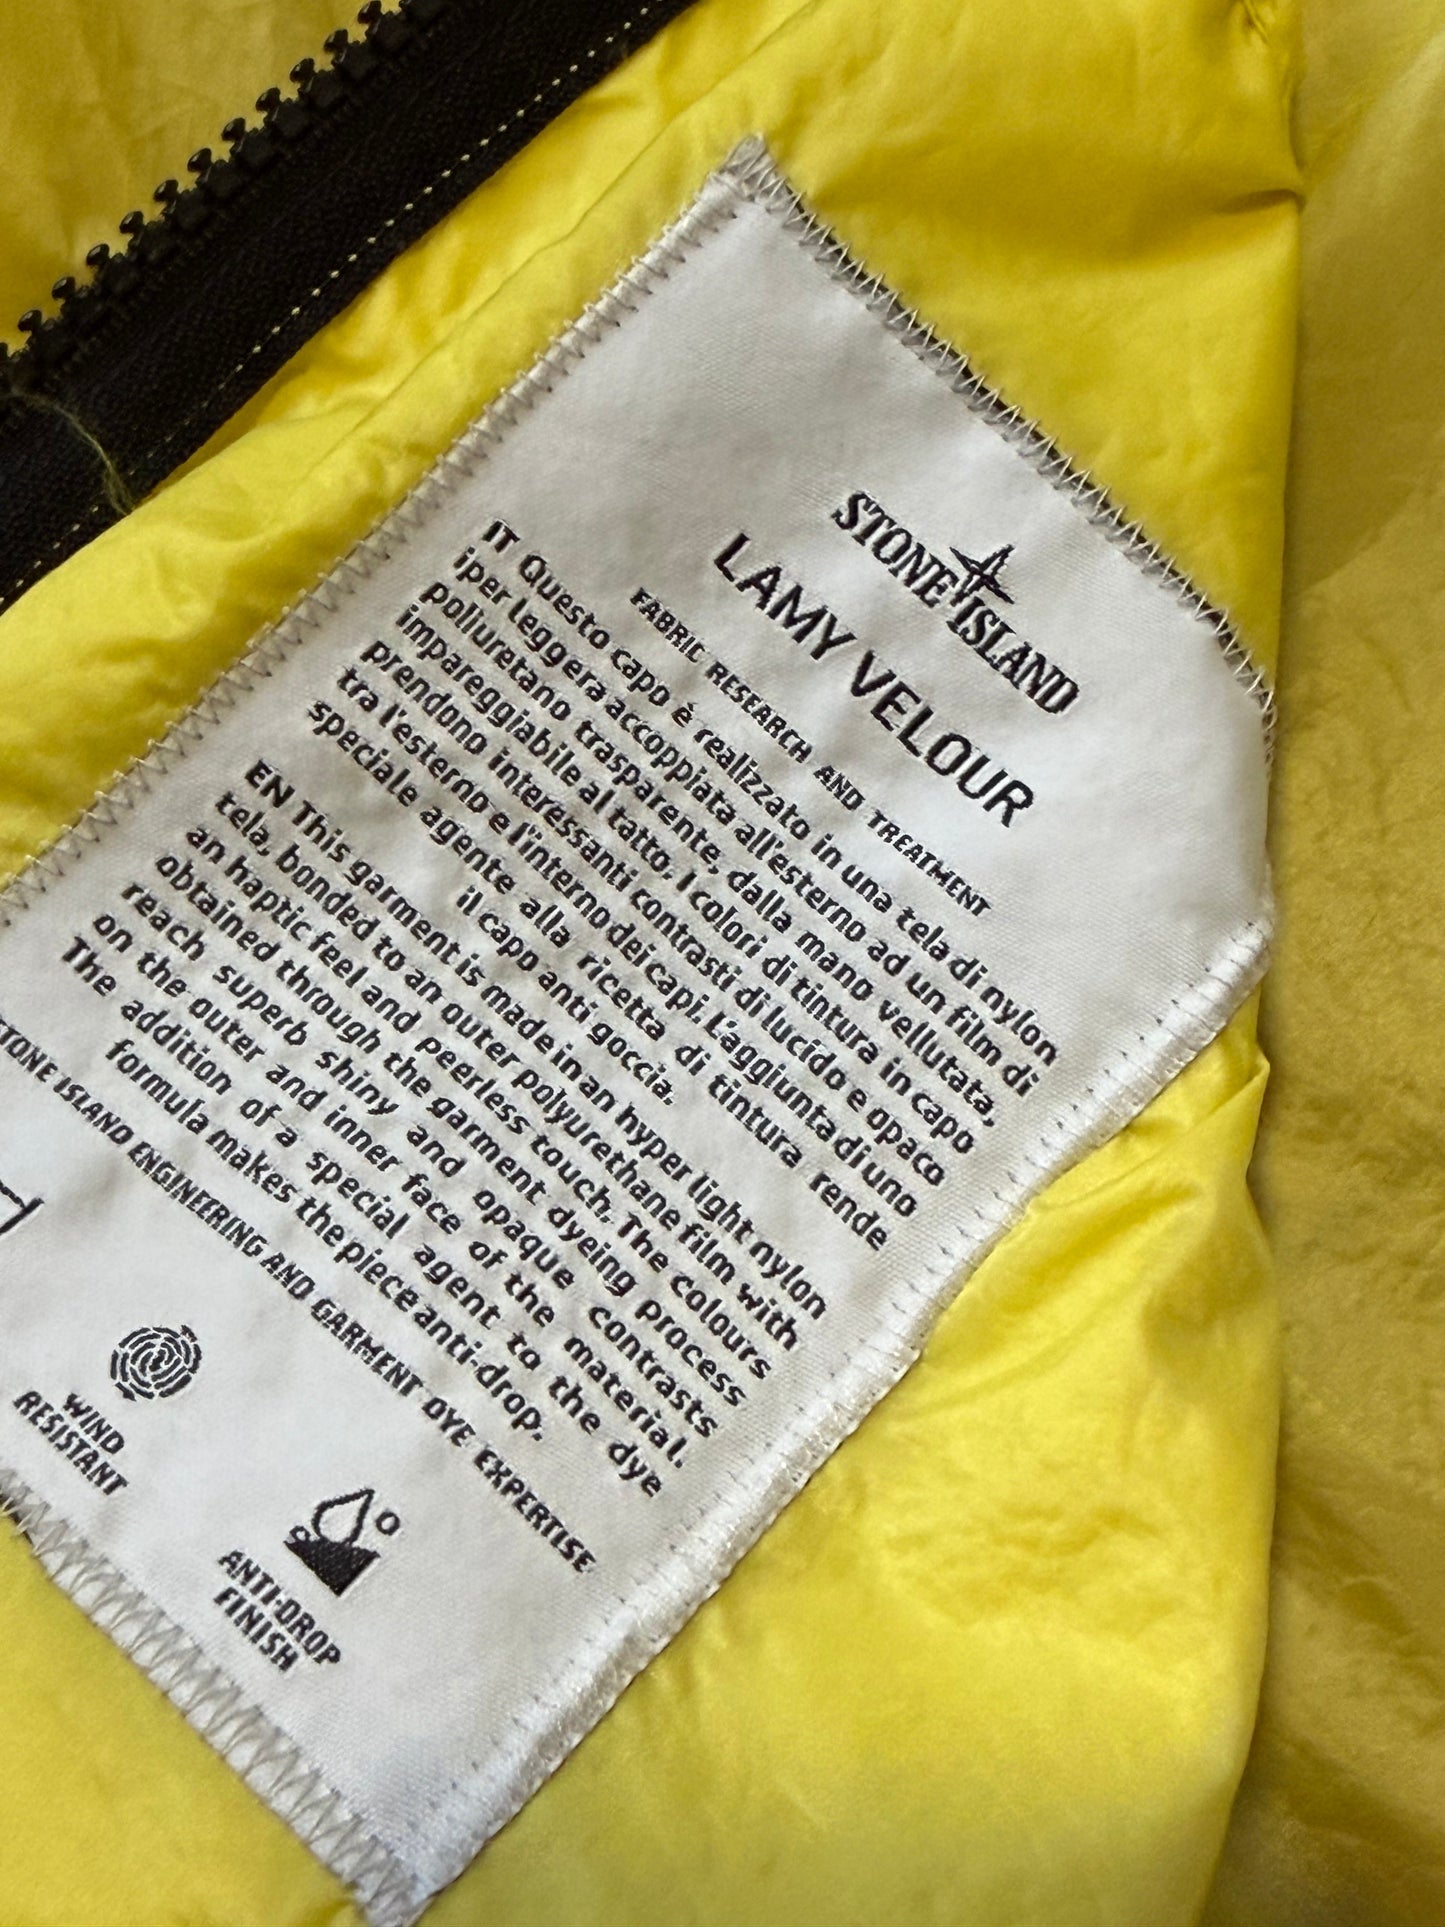 STONE ISLAND
LAMY VELOUR
FABRIC RESEARCH AND TREATMENT
IT Questo capo è realizzato in una tela di nylon
iper leggera accoppiata all'esterno ad un film di
poliuretano trasparente, dalla mano vellutata,
impareggiabile al tatto. I colori di tintura in capo
prendono interessanti contrasti di lucido e opaco
tra l'esterno e l'interno dei capi. L'aggiunta di uno
speciale agente alla ricetta di tintura rende
il capo anti goccia.
EN This garment is made in an hyper light nylon
tela, bonded to an outer polyurethane film with
an haptic feel and peerless touch. The colours
obtained through the garment dyeing process
reach superb shiny and opaque contrasts
on the outer and inner face of the material.
The addition of a special agent to the dye
formula makes the piece anti-drop.
STONE ISLAND ENGINEERING AND GARMENT DYE EXPERTISE
WIND
RESISTANT
ANTI-DROP
FINISH